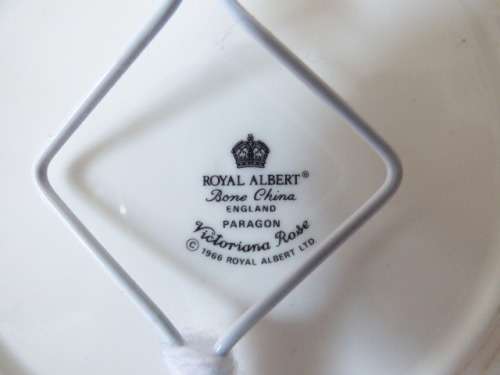 ROYAL ALBERT®
Bone China
ENGLAND
PARAGON
Victoriana Rose
© 1966 ROYAL ALBERT LTD